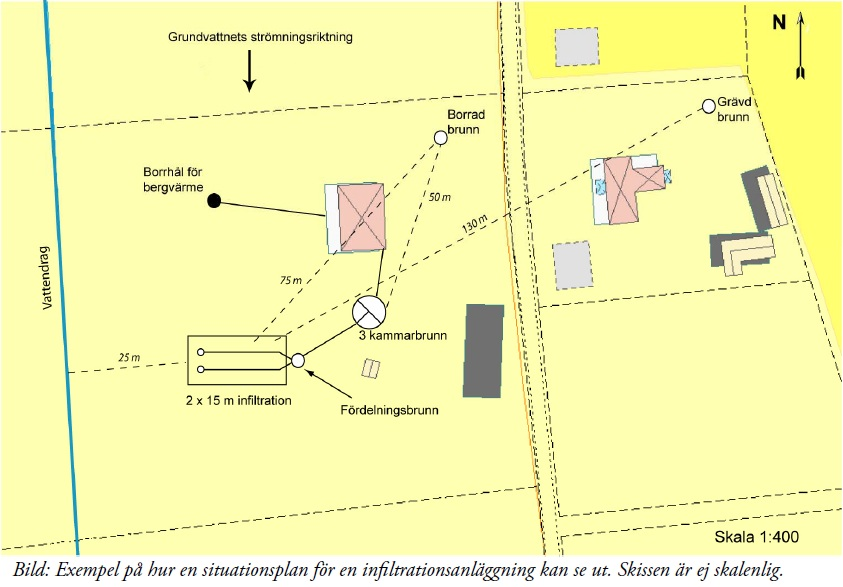 Grundvattnets strömningsriktning
N
Borrad
brunn
Grävd
brunn
Borrhål för
bergvärme
50 m
130 m
Vattendrag
75 m
3 kammarbrunn
25 m
2 x 15 m infiltration
Fördelningsbrunn
Skala 1:400
Bild: Exempel på hur en situationsplan för en infiltrationsanläggning kan se ut. Skissen är ej skalenlig.